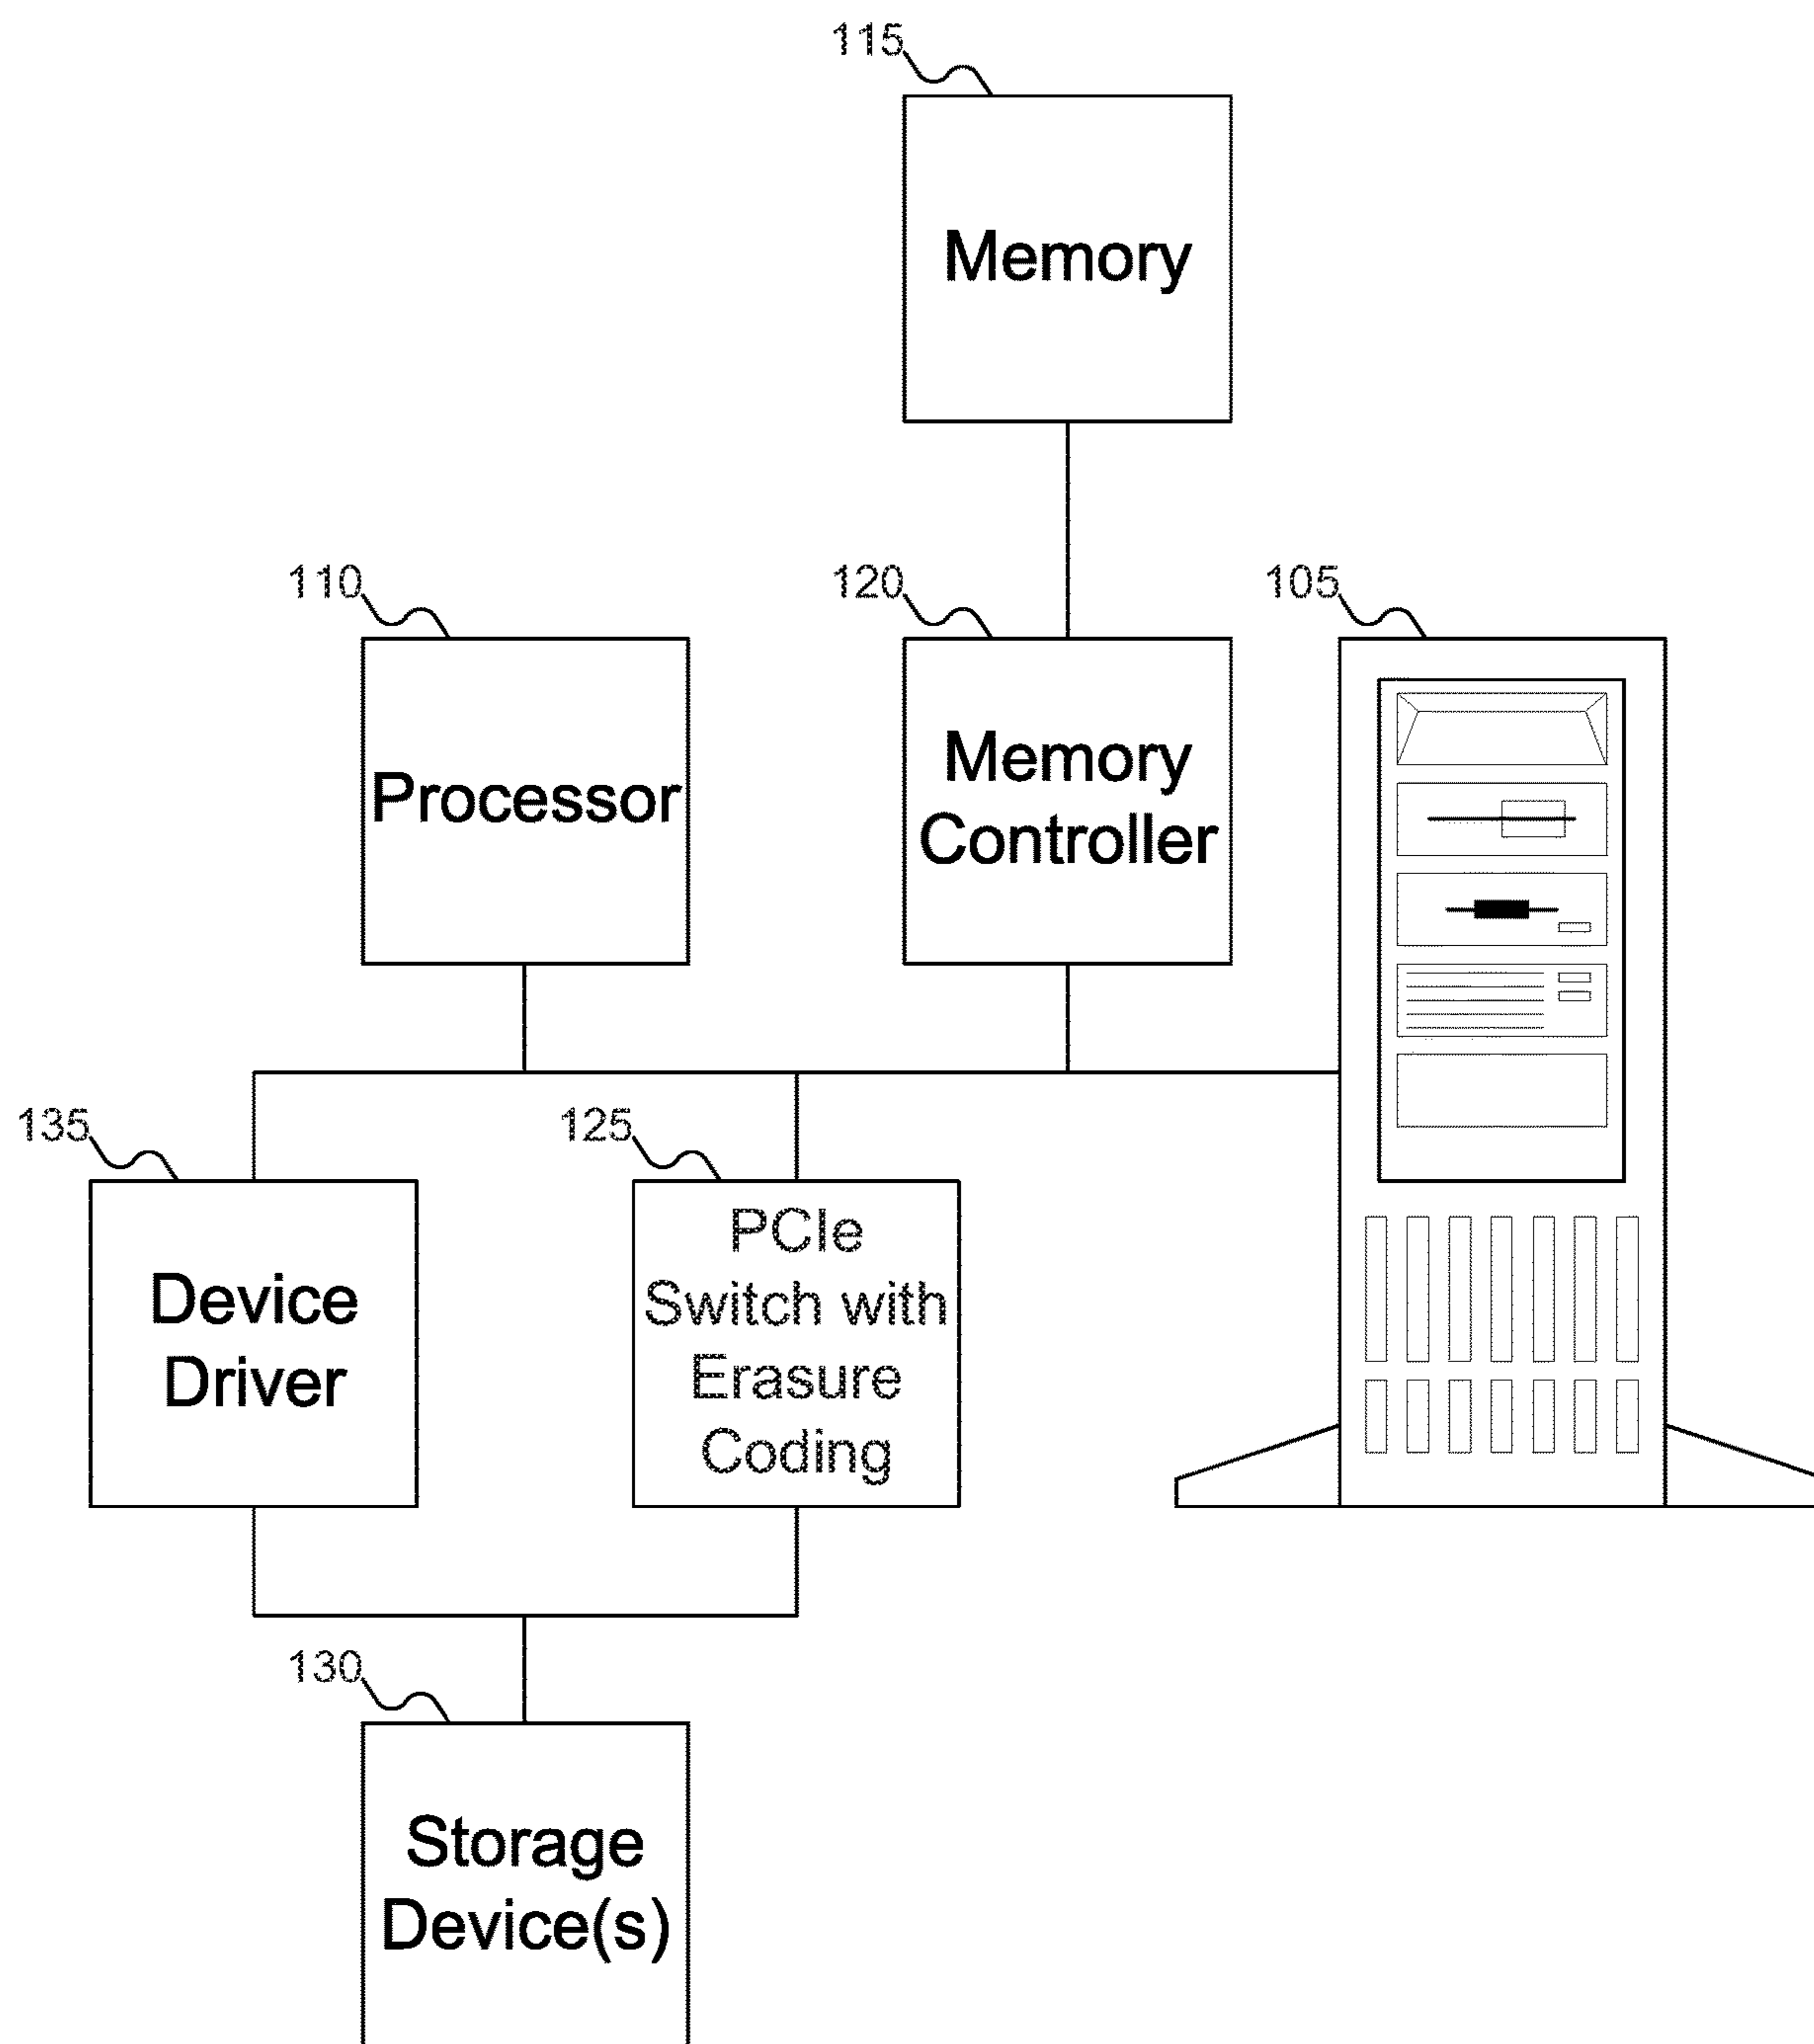 115
Memory
110
120
105
Processor
Memory
Controller
135
125
Device
Driver
PCIe
Switch with
Erasure
Coding
130
Storage
Device(s)